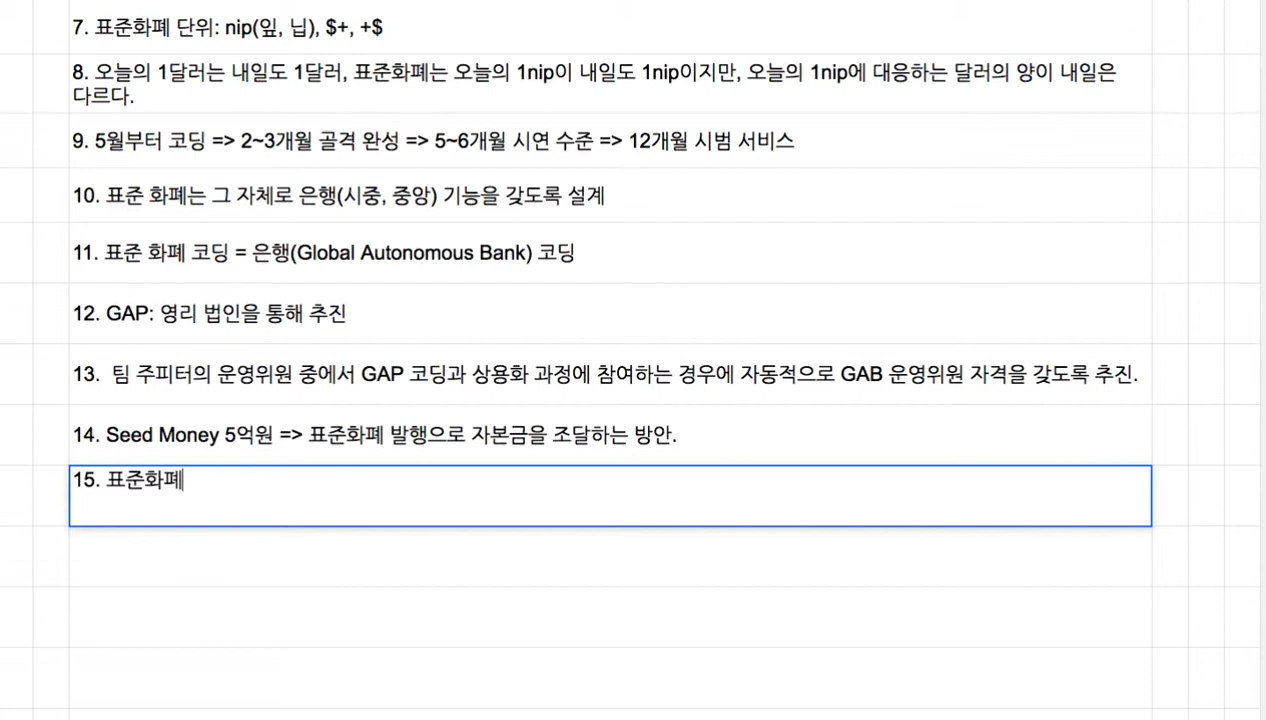 7. 표준화폐 단위: nip(잎, 닙), $+, +$
8. 오늘의 1달러는 내일도 1달러, 표준화폐는 오늘의 1nip이 내일도 1nip이지만, 오늘의 1nip에 대응하는 달러의 양이 내일은
다르다.
9. 5월부터 코딩 => 2~3개월 골격 완성 => 5~6개월 시연 수준 => 12개월 시범 서비스
10. 표준 화폐는 그 자체로 은행(시중, 중앙) 기능을 갖도록 설계
11. 표준 화폐 코딩 = 은행(Global Autonomous Bank) 코딩
12. GAP: 영리 법인을 통해 추진
13. 팀 주피터의 운영위원 중에서 GAP 코딩과 상용화 과정에 참여하는 경우에 자동적으로 GAB 운영위원 자격을 갖도록 추진.
14. Seed Money 5억원 => 표준화폐 발행으로 자본금을 조달하는 방안.
15. 표준화폐